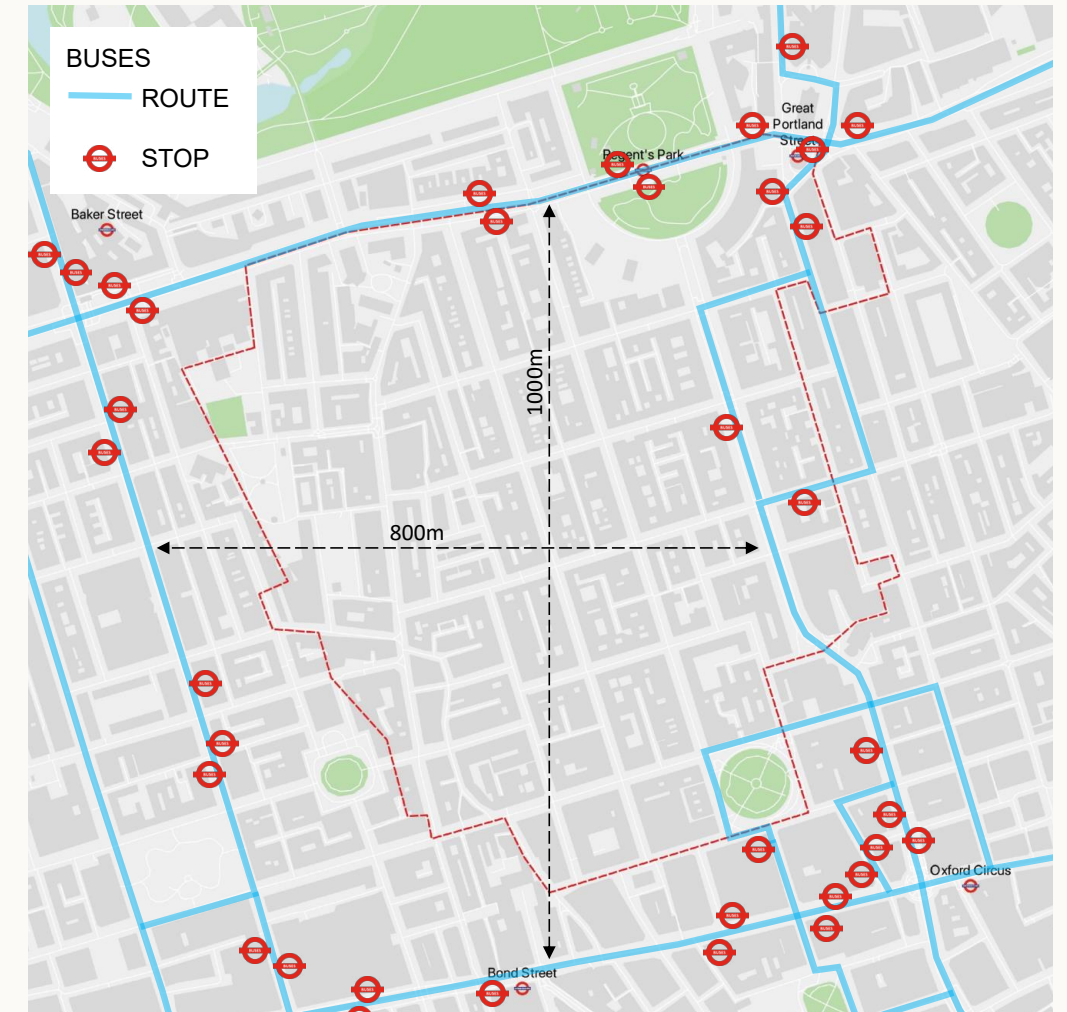 BUSES
ROUTE
STOP
Great
Portland
Street
Regent's Park
Baker Street
1000m
800m
Oxford Circus
Bond Street